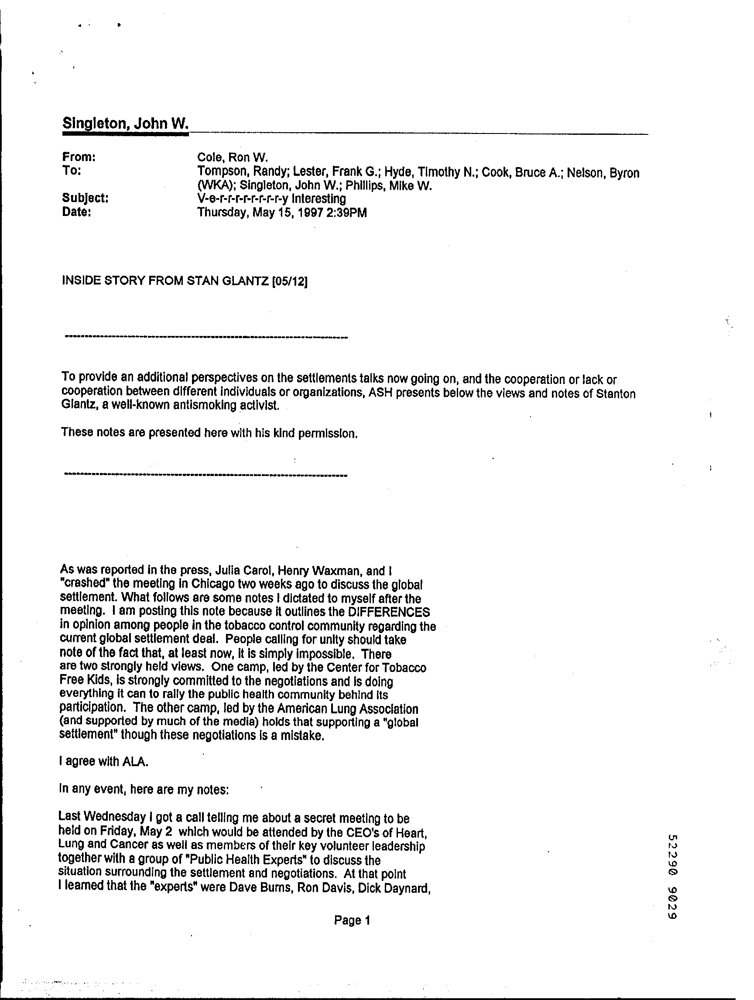 Singleton, John W.
From: Cole, Ron W.
To: Tompson, Randy; Lester, Frank G.; Hyde, Timothy N.; Cook, Bruce A.; Nelson, Byron
(WKA); Singleton, John W.; Phillips, Mike W.
Subject: V-e-r-r-r-r-r-r-r-y Interesting
Date: Thursday, May 15, 1997 2:39PM
INSIDE STORY FROM STAN GLANTZ [05/12]
----------------------------------------------------------------------
To provide an additional perspectives on the settlements talks now going on, and the cooperation or lack or
cooperation between different individuals or organizations, ASH presents below the views and notes of Stanton
Glantz, a well-known antismoking activist.
These notes are presented here with his kind permission.
----------------------------------------------------------------------
As was reported in the press, Julia Carol, Henry Waxman, and I
"crashed" the meeting in Chicago two weeks ago to discuss the global
settlement. What follows are some notes I dictated to myself after the
meeting. I am posting this note because it outlines the DIFFERENCES
in opinion among people in the tobacco control community regarding the
current global settlement deal. People calling for unity should take
note of the fact that, at least now, it is simply impossible. There
are two strongly held views. One camp, led by the Center for Tobacco
Free Kids, is strongly committed to the negotiations and is doing
everything it can to rally the public health community behind its
participation. The other camp, led by the American Lung Association
(and supported by much of the media) holds that supporting a "global
settlement" though these negotiations is a mistake.
I agree with ALA.
In any event, here are my notes:
Last Wednesday I got a call telling me about a secret meeting to be
held on Friday, May 2 which would be attended by the CEO's of Heart,
Lung and Cancer as well as members of their key volunteer leadership
together with a group of "Public Health Experts" to discuss the
situation surrounding the settlement and negotiations. At that point
I learned that the "experts" were Dave Burns, Ron Davis, Dick Daynard,
Page 1
52290 9029